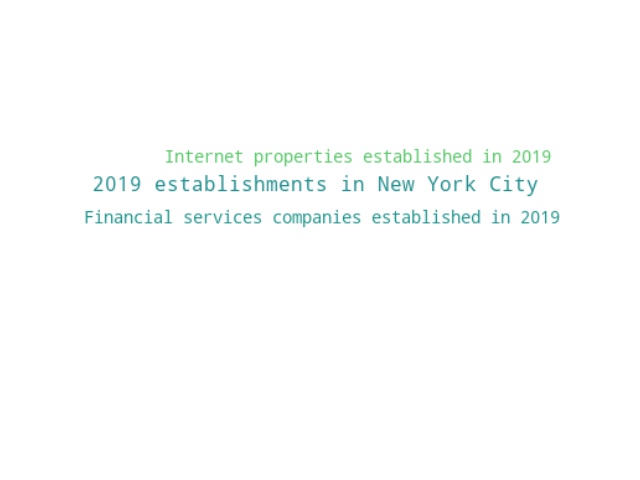 Internet properties established in 2019
2019 establishments in New York City
Financial services companies established in 2019